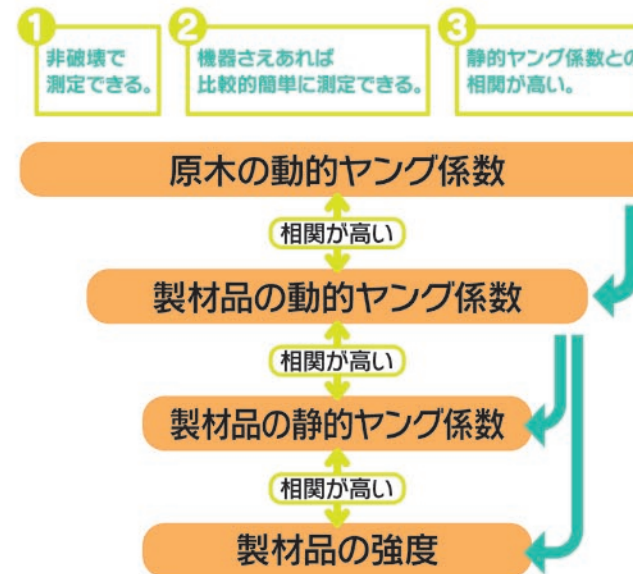 1
非破壊で
測定できる。
2
機器さえあれば
比較的簡単に測定できる。
3
静的ヤング係数との
相関が高い。
原木の動的ヤング係数
相関が高い
製材品の動的ヤング係数
相関が高い
製材品の静的ヤング係数
相関が高い
製材品の強度